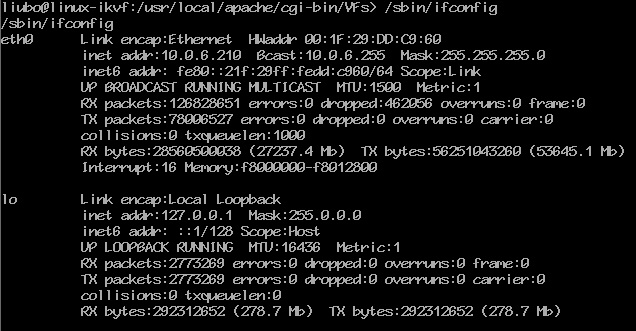 liubo@linux-ikvf:/usr/local/apache/cgi-bin/VFs> /sbin/ifconfig
/sbin/ifconfig
eth0 Link encap:Ethernet HWaddr 00:1F:29:DD:C9:60
inet addr:10.0.6.210 Bcast:10.0.6.255 Mask:255.255.255.0
inet6 addr: fe80::21f:29ff:fedd:c960/64 Scope:Link
UP BROADCAST RUNNING MULTICAST MTU:1500 Metric:1
RX packets:126828651 errors:0 dropped:462056 overruns:0 frame:0
TX packets:78006527 errors:0 dropped:0 overruns:0 carrier:0
collisions:0 txqueuelen:1000
RX bytes:28560500038 (27237.4 Mb) TX bytes:56251043260 (53645.1 Mb)
Interrupt:16 Memory:f8000000-f8012800
lo Link encap:Local Loopback
inet addr:127.0.0.1 Mask:255.0.0.0
inet6 addr: ::1/128 Scope:Host
UP LOOPBACK RUNNING MTU:16436 Metric:1
RX packets:2773269 errors:0 dropped:0 overruns:0 frame:0
TX packets:2773269 errors:0 dropped:0 overruns:0 carrier:0
collisions:0 txqueuelen:0
RX bytes:292312652 (278.7 Mb) TX bytes:292312652 (278.7 Mb)